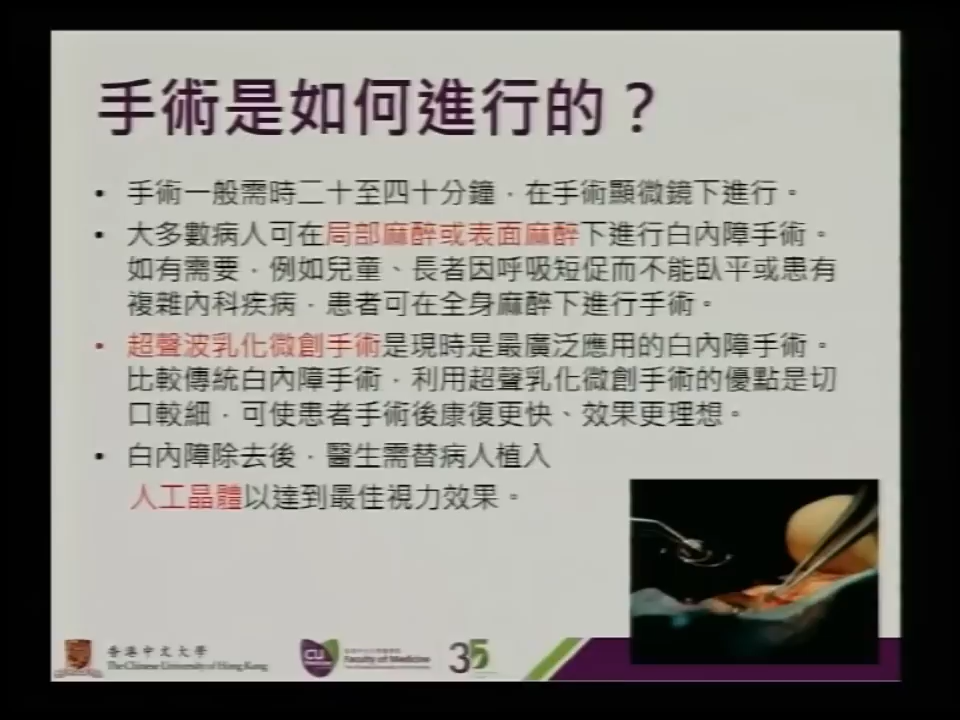 手術是如何進行的？
• 手術一般需時二十至四十分鐘，在手術顯微鏡下進行。
• 大多數病人可在局部麻醉或表面麻醉下進行白內障手術。
如有需要，例如兒童、長者因呼吸短促而不能臥平或患有
複雜內科疾病，患者可在全身麻醉下進行手術。
• 超聲波乳化微創手術是現時是最廣泛應用的白內障手術。
比較傳統白內障手術，利用超聲乳化微創手術的優點是切
口較細，可使患者手術後康復更快、效果更理想。
• 白內障除去後，醫生需替病人植入
人工晶體以達到最佳視力效果。
香港中文大學
The Chinese University of Hong Kong
CU
Faculty of Medicine
35